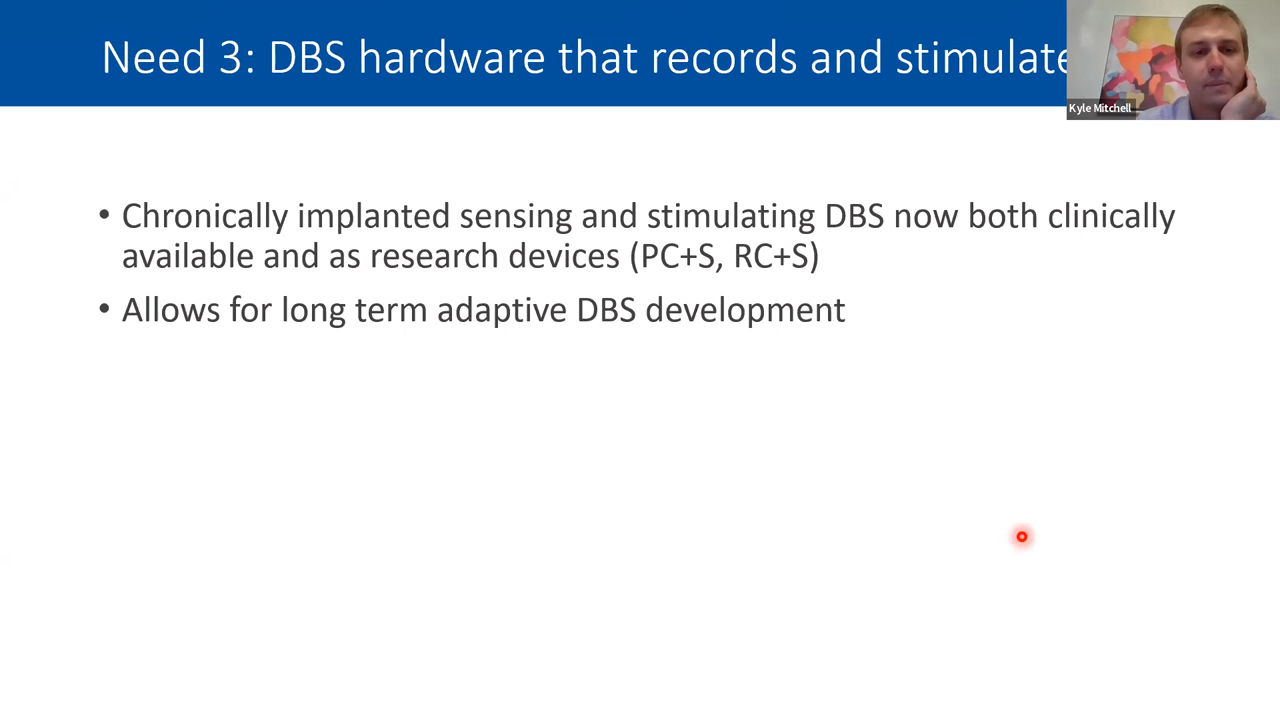 Need 3: DBS hardware that records and stimulate
Kyle Mitchell
• Chronically implanted sensing and stimulating DBS now both clinically
available and as research devices (PC+S, RC+S)
• Allows for long term adaptive DBS development